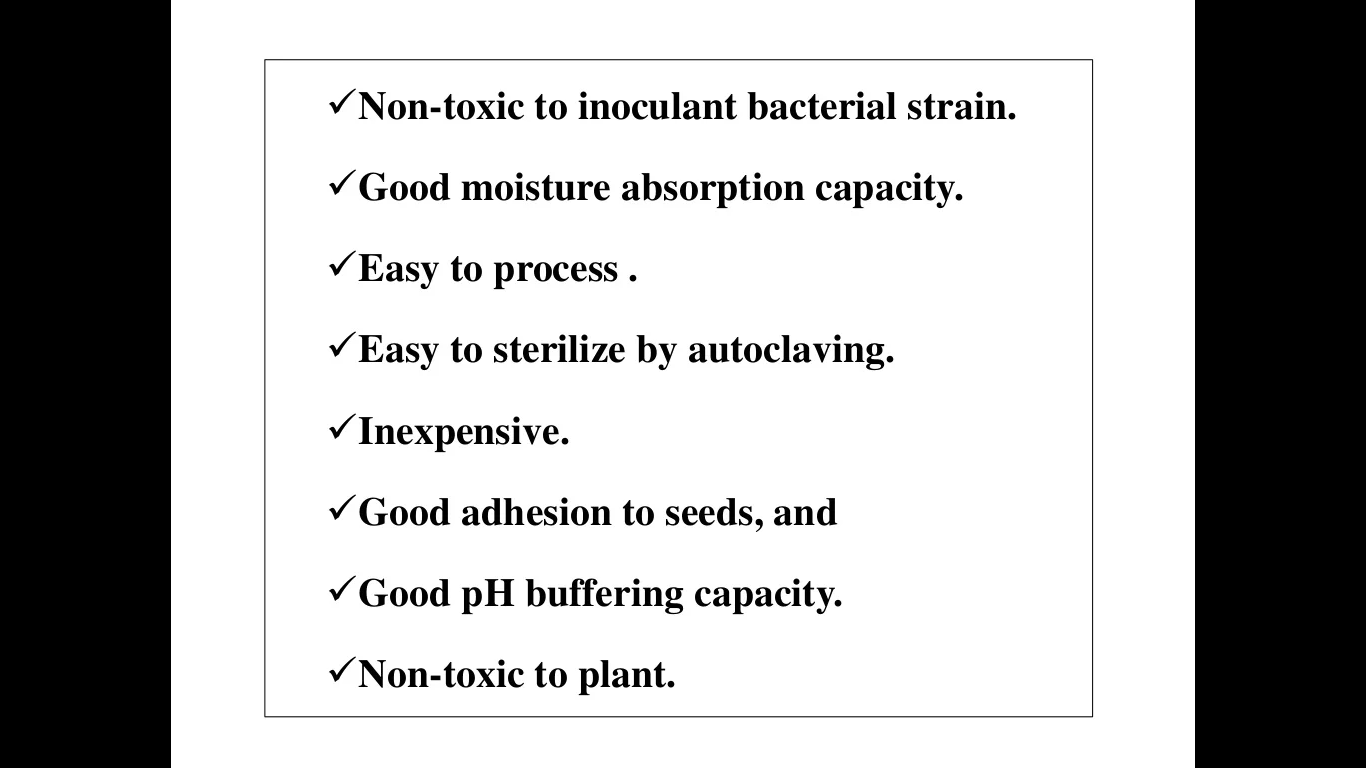 ✓Non-toxic to inoculant bacterial strain.
✓Good moisture absorption capacity.
✓Easy to process .
✓Easy to sterilize by autoclaving.
✓Inexpensive.
✓Good adhesion to seeds, and
✓Good pH buffering capacity.
✓Non-toxic to plant.